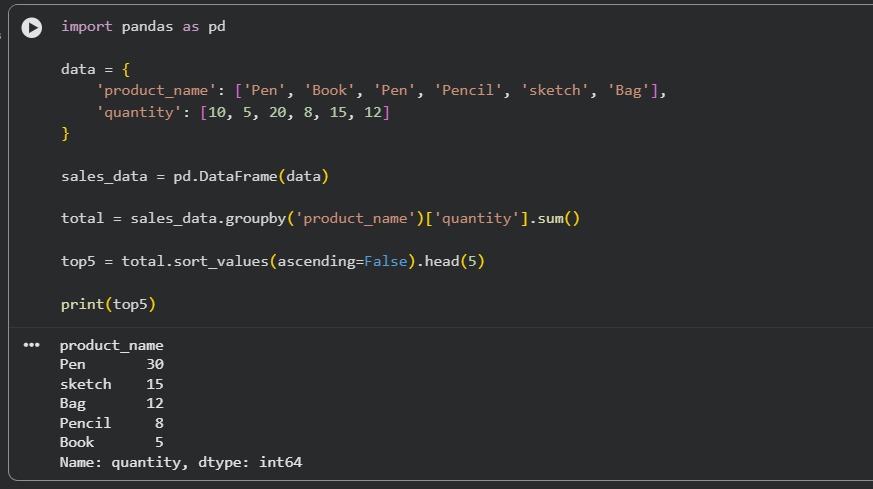 import pandas as pd
data = {
    'product_name': ['Pen', 'Book', 'Pen', 'Pencil', 'sketch', 'Bag'],
    'quantity': [10, 5, 20, 8, 15, 12]
}
sales_data = pd.DataFrame(data)
total = sales_data.groupby('product_name')['quantity'].sum()
top5 = total.sort_values(ascending=False).head(5)
print(top5)
product_name
Pen       30
sketch    15
Bag       12
Pencil     8
Book       5
Name: quantity, dtype: int64